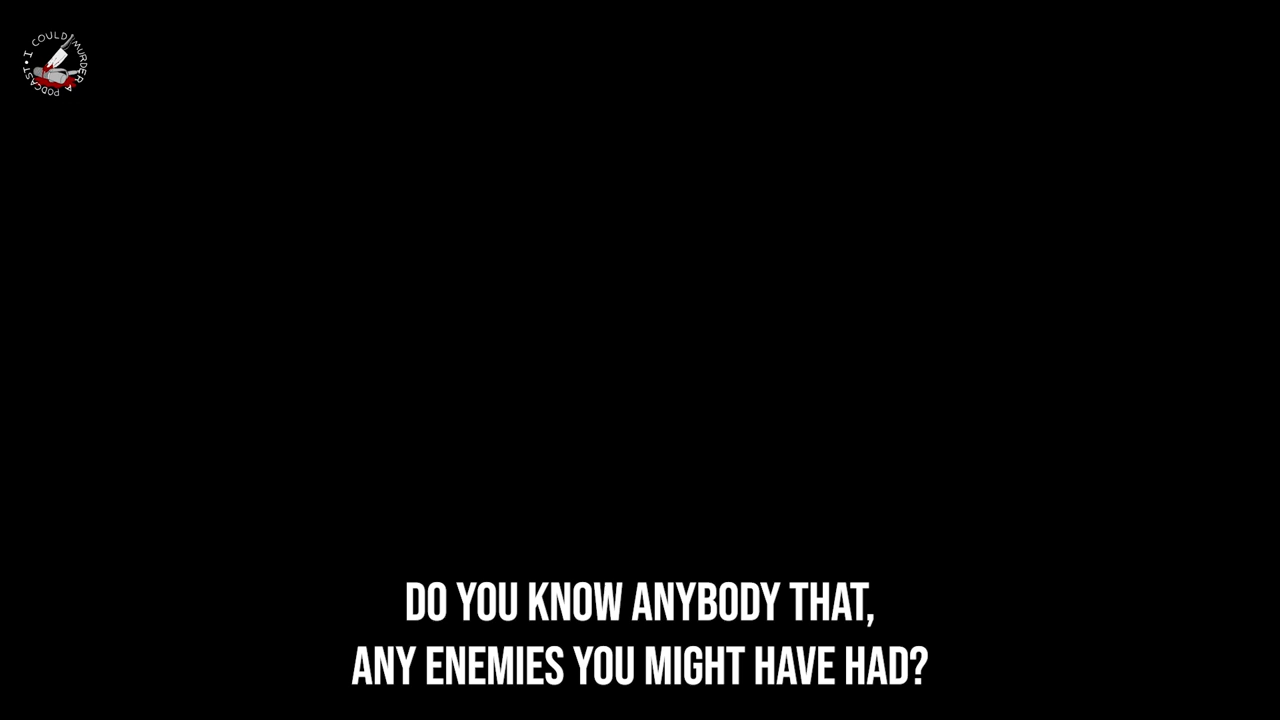 I COULD MURDER A PODCAST
DO YOU KNOW ANYBODY THAT,
ANY ENEMIES YOU MIGHT HAVE HAD?